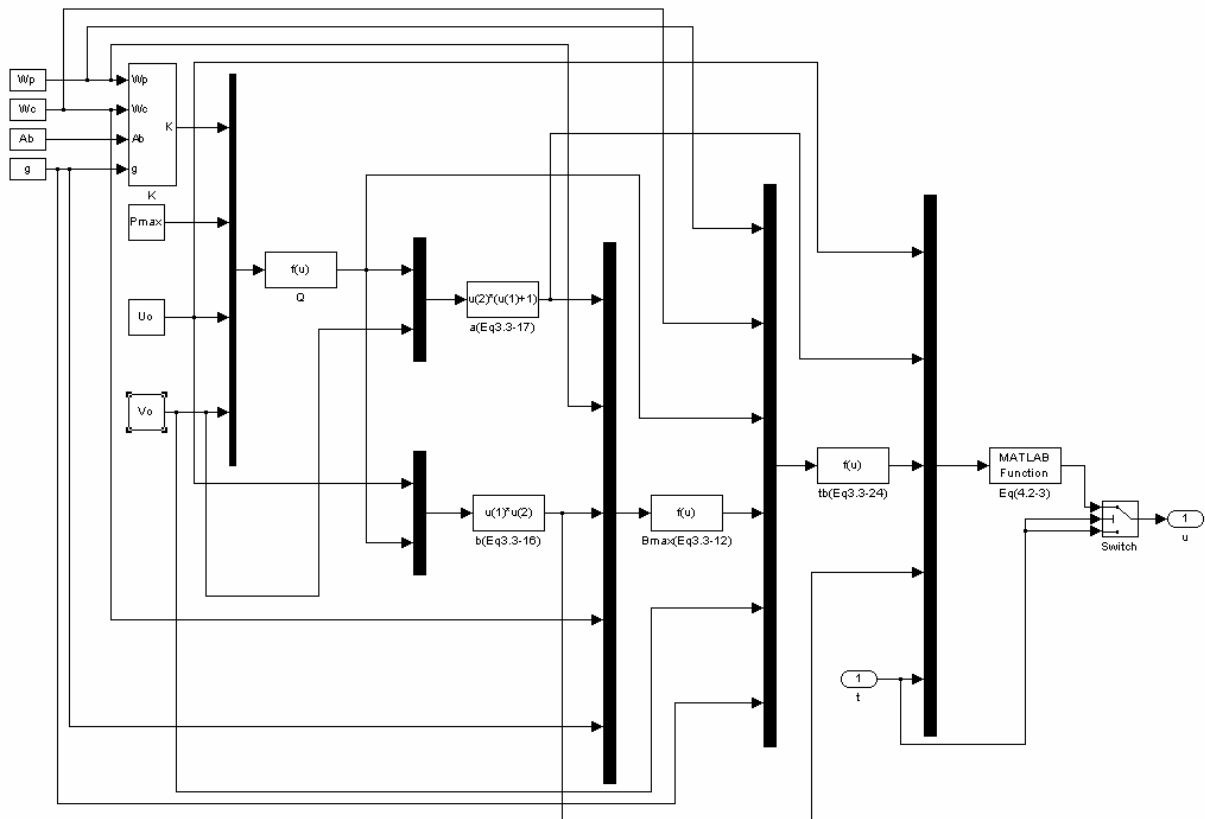 Wp
Wc
Ab
g
Wp
Wc
Ab
g
K
K
Pmax
Uo
Vo
f(u)
Q
u(2)*(u(1)+1)
a(Eq3.3-17)
u(1)*u(2)
b(Eq3.3-16)
f(u)
Bmax(Eq3.3-12)
f(u)
tb(Eq3.3-24)
MATLAB
Function
Eq(4.2-3)
Switch
1
u
1
t